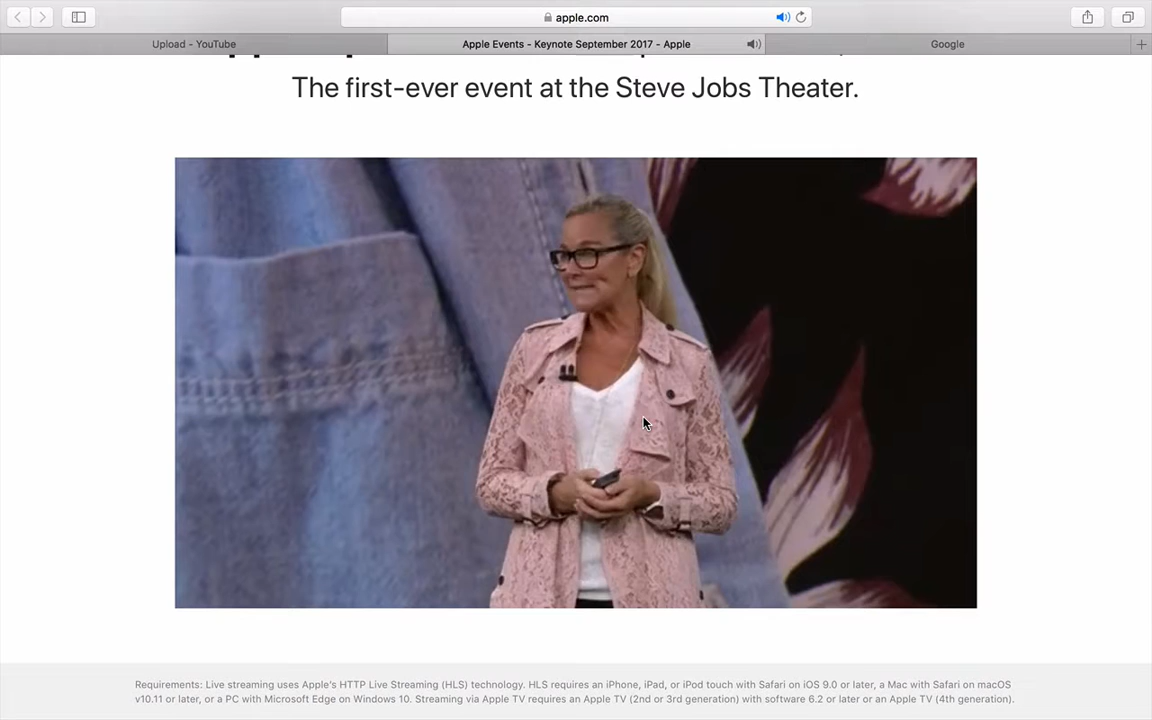 apple.com
Upload - YouTube
Apple Events - Keynote September 2017 - Apple
Google
The first-ever event at the Steve Jobs Theater.
Requirements: Live streaming uses Apple's HTTP Live Streaming (HLS) technology. HLS requires an iPhone, iPad, or iPod touch with Safari on iOS 9.0 or later, a Mac with Safari on macOS
v10.11 or later, or a PC with Microsoft Edge on Windows 10. Streaming via Apple TV requires an Apple TV (2nd or 3rd generation) with software 6.2 or later or an Apple TV (4th generation).